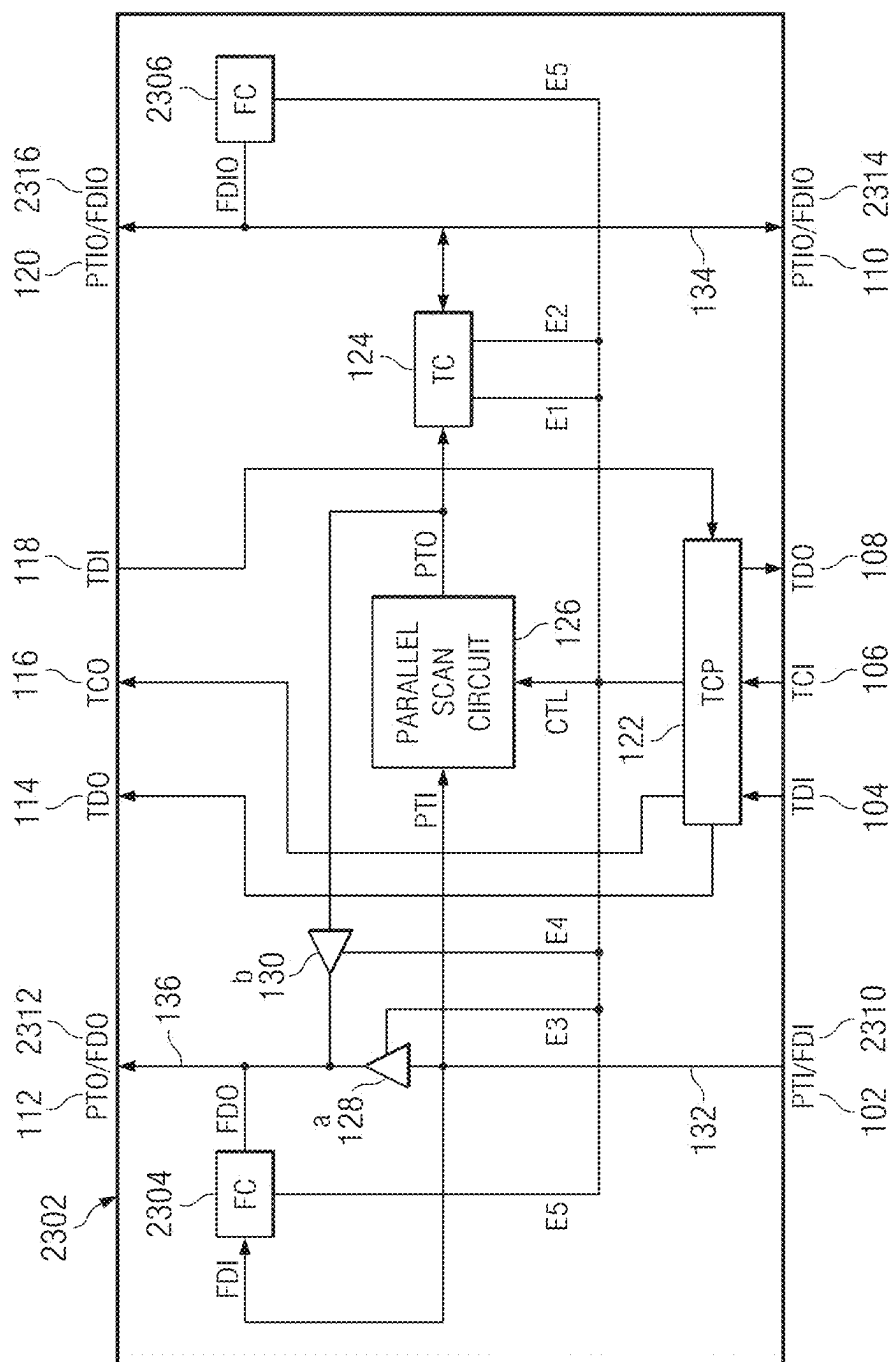 2302
112 2312
PTO/FDO
114
TDO
116
TCO
118
TDI
120 2316
PTIO/FDIO
2304
FC
FDI
FDO
136
b
130
a
128
PTI
PARALLEL
SCAN
CIRCUIT
126
PTO
124
TC
FDIO
2306
FC
E5
E3
E4
CTL
E1
E2
E5
122
TCP
132
134
PTI/FDI
102 2310
TDI
104
TCI
106
TDO
108
PTIO/FDIO
110 2314